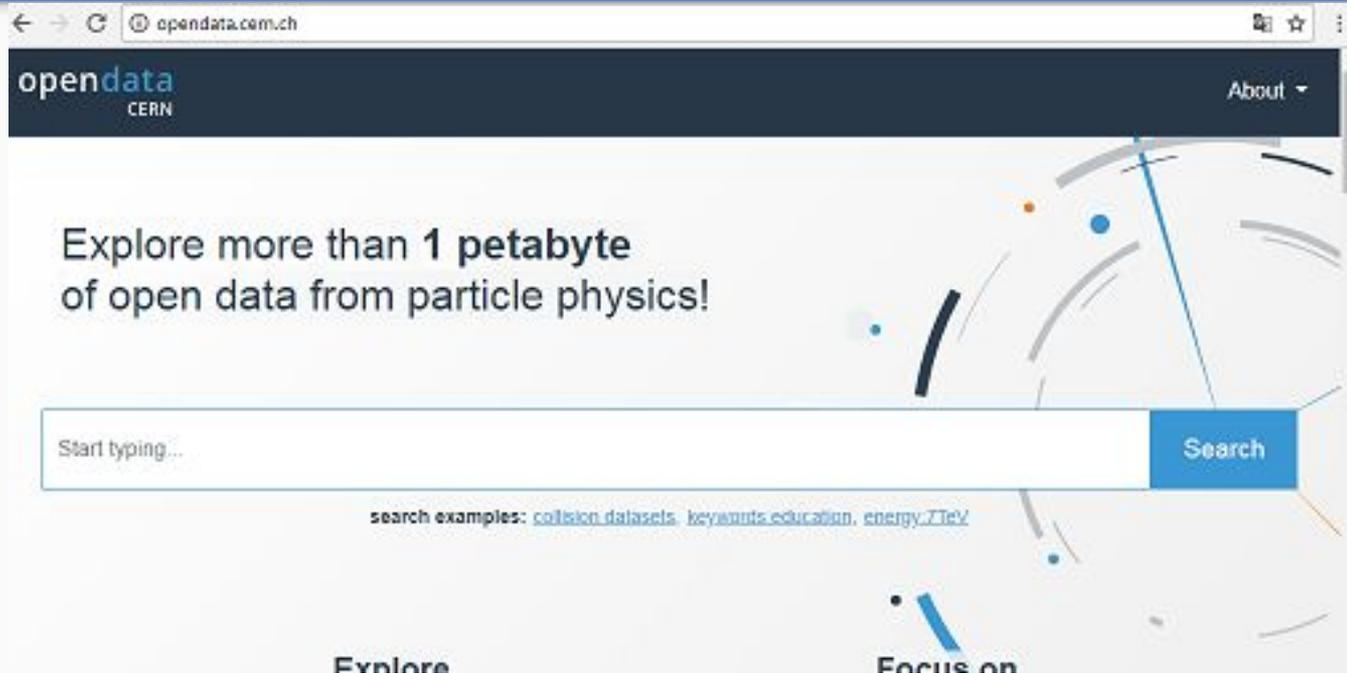 opendata.cern.ch
opendata
CERN
About
Explore more than 1 petabyte
of open data from particle physics!
Start typing...
Search
search examples: collision datasets, keywords:education, energy:7TeV
Explore
Focus on